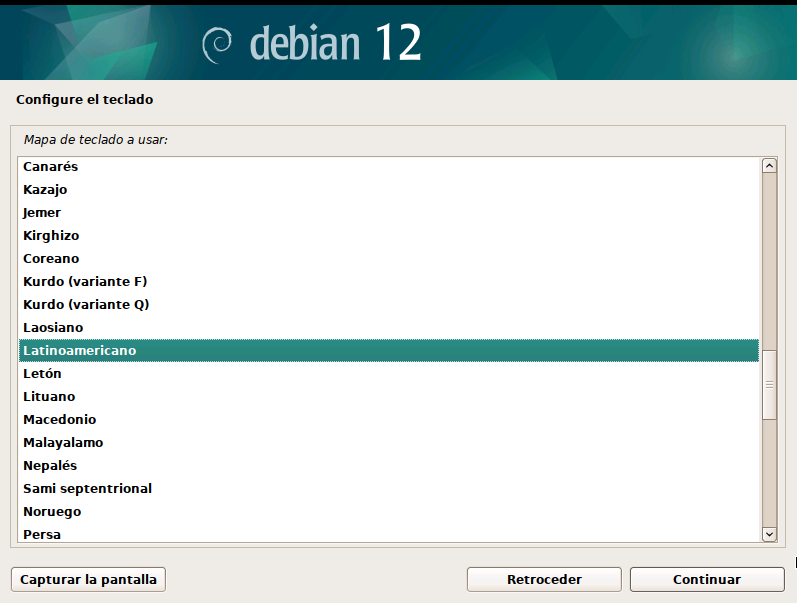 debian 12
Configure el teclado
Mapa de teclado a usar:
Canarés
Kazajo
Jemer
Kirghizo
Coreano
Kurdo (variante F)
Kurdo (variante Q)
Laosiano
Latinoamericano
Letón
Lituano
Macedonio
Malayalamo
Nepalés
Sami septentrional
Noruego
Persa
Capturar la pantalla
Retroceder
Continuar